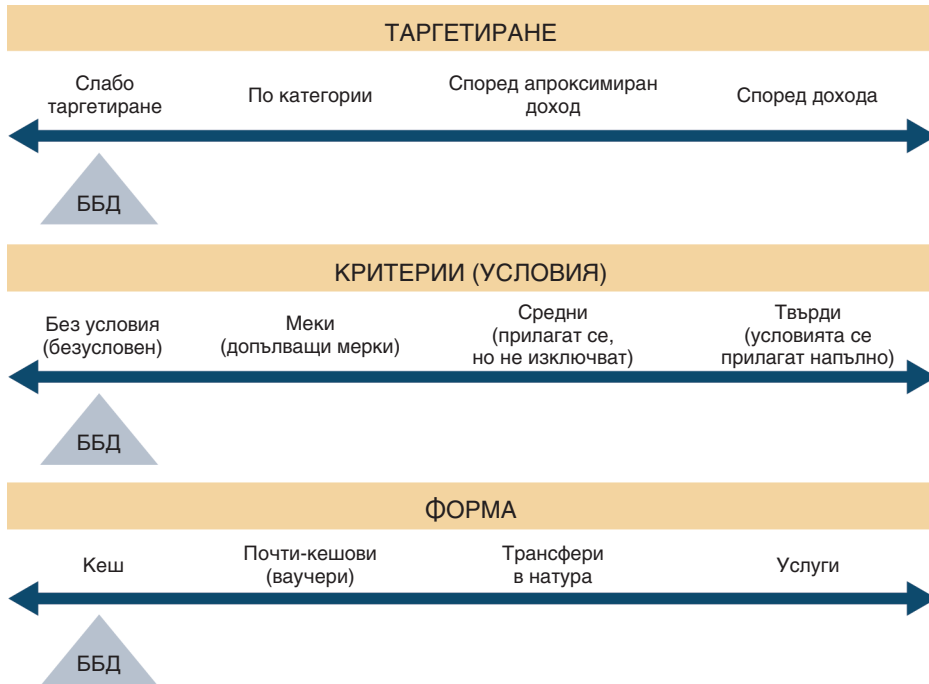 ТАРГЕТИРАНЕ
Слабо
таргетиране
По категории
Според апроксимиран
доход
Според дохода
ББД
КРИТЕРИИ (УСЛОВИЯ)
Без условия
(безусловен)
Меки
(допълващи мерки)
Средни
(прилагат се,
но не изключват)
Твърди
(условията се
прилагат напълно)
ББД
ФОРМА
Кеш
Почти-кешови
(ваучери)
Трансфери
в натура
Услуги
ББД